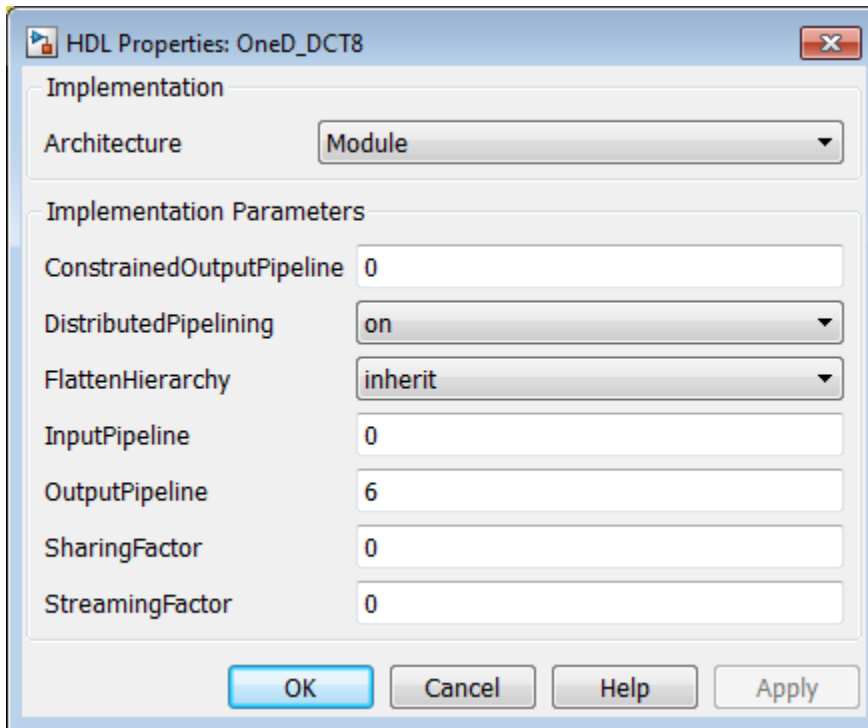 HDL Properties: OneD_DCT8
Implementation
Architecture Module
Implementation Parameters
ConstrainedOutputPipeline 0
DistributedPipelining on
FlattenHierarchy inherit
InputPipeline 0
OutputPipeline 6
SharingFactor 0
StreamingFactor 0
OK Cancel Help Apply